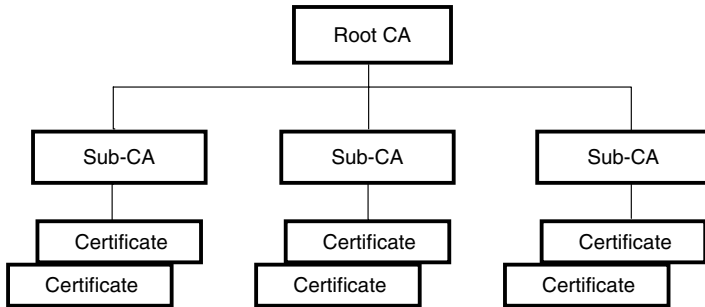 Root CA
Sub-CA
Sub-CA
Sub-CA
Certificate
Certificate
Certificate
Certificate
Certificate
Certificate